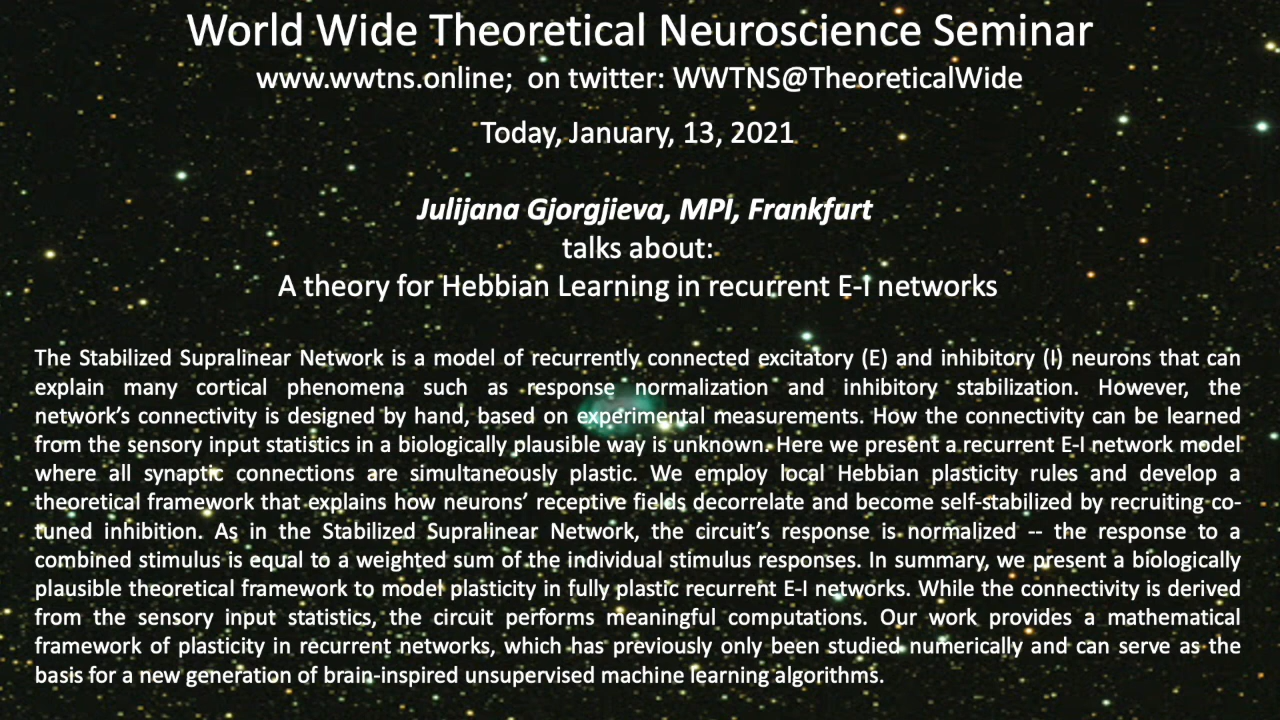 World Wide Theoretical Neuroscience Seminar
www.wwtns.online;  on twitter: WWTNS@TheoreticalWide
Today, January, 13, 2021
Julijana Gjorgjieva, MPI, Frankfurt
talks about:
A theory for Hebbian Learning in recurrent E-I networks
The Stabilized Supralinear Network is a model of recurrently connected excitatory (E) and inhibitory (I) neurons that can
explain many cortical phenomena such as response normalization and inhibitory stabilization. However, the
network’s connectivity is designed by hand, based on experimental measurements. How the connectivity can be learned
from the sensory input statistics in a biologically plausible way is unknown. Here we present a recurrent E-I network model
where all synaptic connections are simultaneously plastic. We employ local Hebbian plasticity rules and develop a
theoretical framework that explains how neurons’ receptive fields decorrelate and become self-stabilized by recruiting co-
tuned inhibition. As in the Stabilized Supralinear Network, the circuit’s response is normalized -- the response to a
combined stimulus is equal to a weighted sum of the individual stimulus responses. In summary, we present a biologically
plausible theoretical framework to model plasticity in fully plastic recurrent E-I networks. While the connectivity is derived
from the sensory input statistics, the circuit performs meaningful computations. Our work provides a mathematical
framework of plasticity in recurrent networks, which has previously only been studied numerically and can serve as the
basis for a new generation of brain-inspired unsupervised machine learning algorithms.